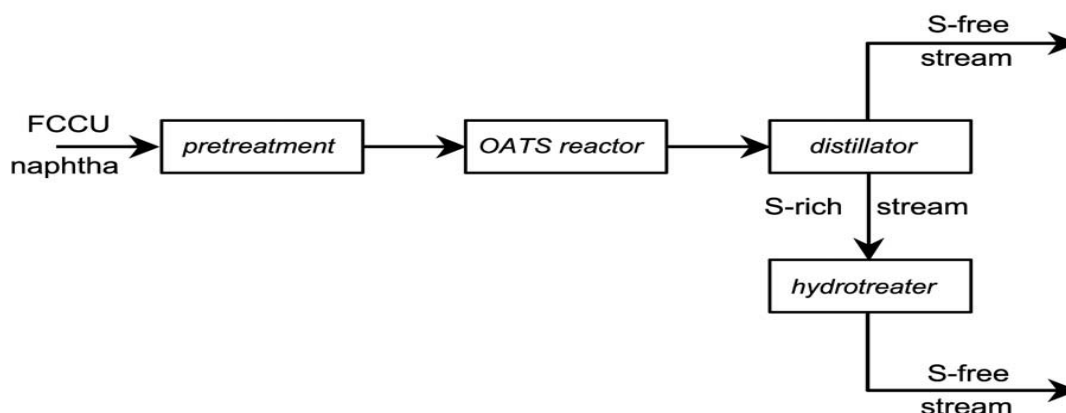 S-free
stream
FCCU
naphtha
pretreatment
OATS reactor
distillator
S-rich stream
hydrotreater
S-free
stream